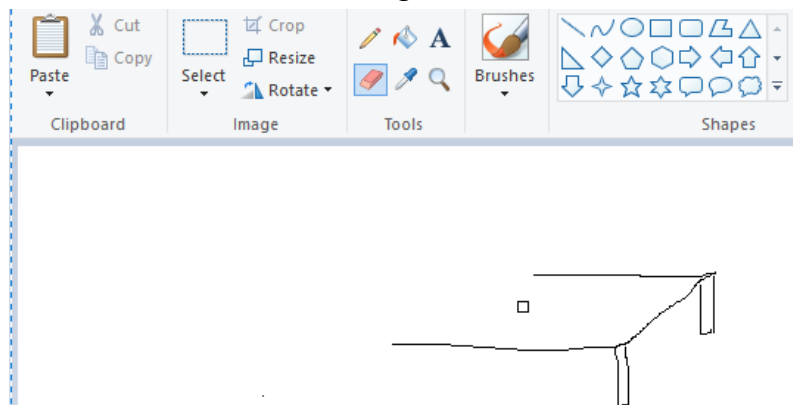 Cut
Crop
Copy
Resize
Paste
Select
Rotate
A
Brushes
Clipboard
Image
Tools
Shapes